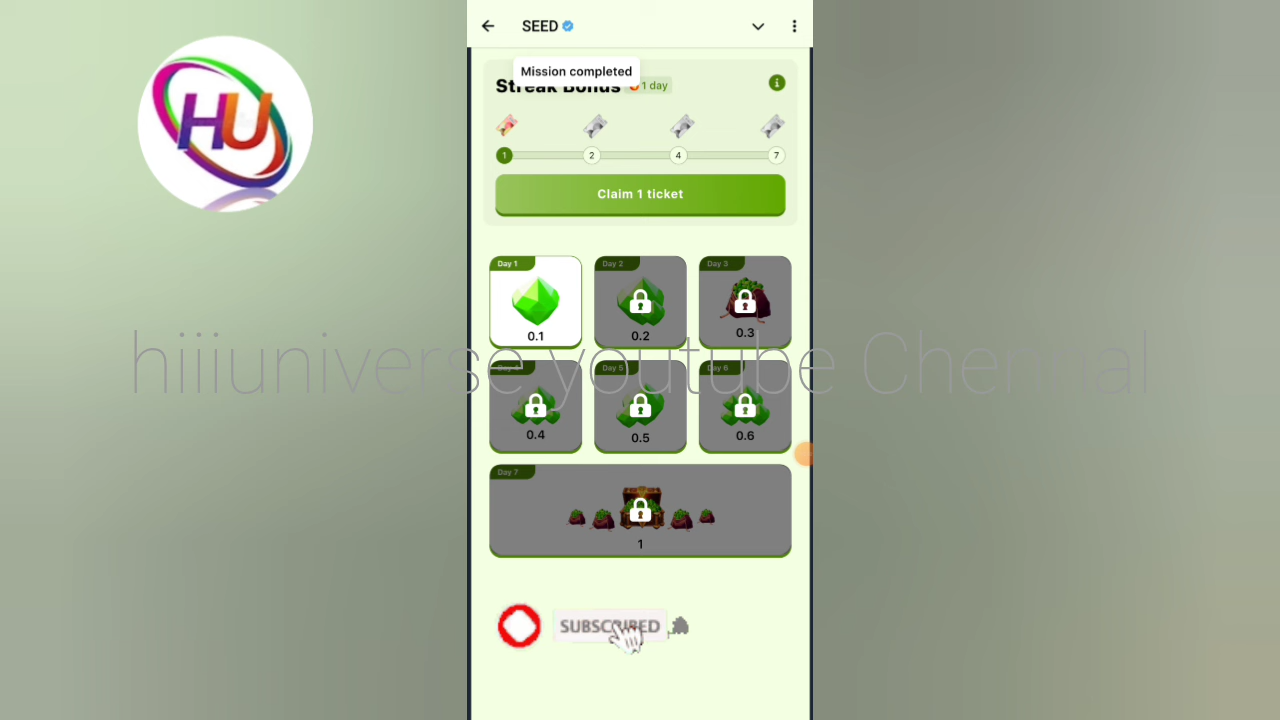 HU
SEED
Mission completed
Streak Bonus 1 day
1 2 4 7
Claim 1 ticket
Day 1 Day 2 Day 3
0.1 0.2 0.3
hiiiuniverse youtube
Day 5 Day 6
0.4 0.5 0.6
Day 7
1
SUBSCRIBED